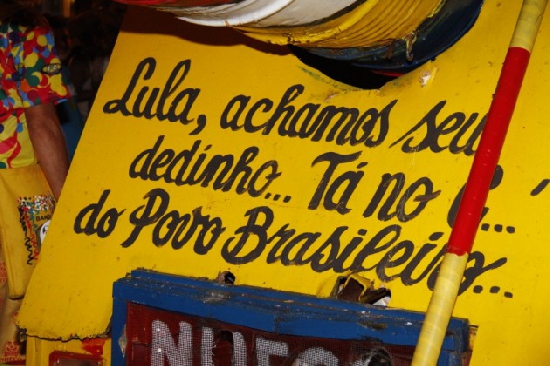 Lula, achamos seu
dedinho... Tá no
do Povo Brasileiro...